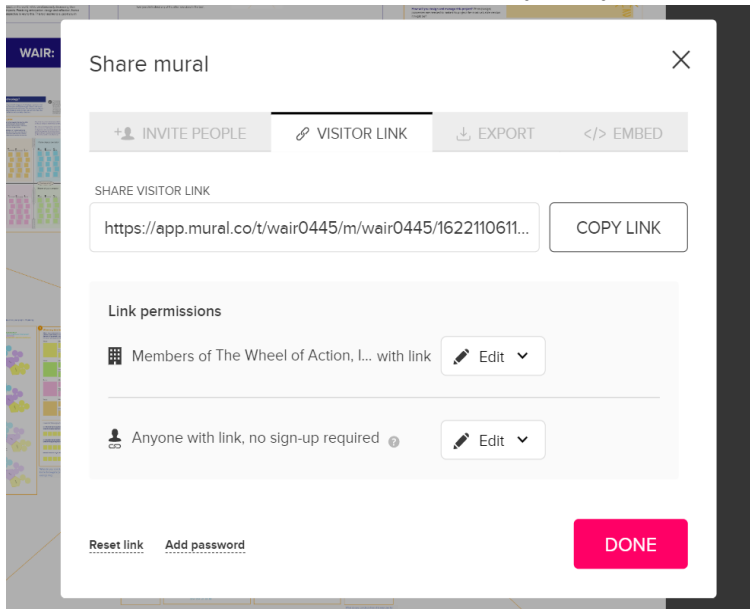 WAIR:
Share mural
INVITE PEOPLE
VISITOR LINK
EXPORT
</> EMBED
SHARE VISITOR LINK
https://app.mural.co/t/wair0445/m/wair0445/1622110611...
COPY LINK
Link permissions
Members of The Wheel of Action, I... with link
Edit
Anyone with link, no sign-up required ?
Edit
Reset link
Add password
DONE